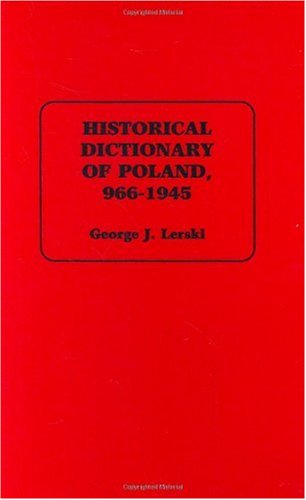 HISTORICAL
DICTIONARY
OF POLAND,
966-1945
George J. Lerski